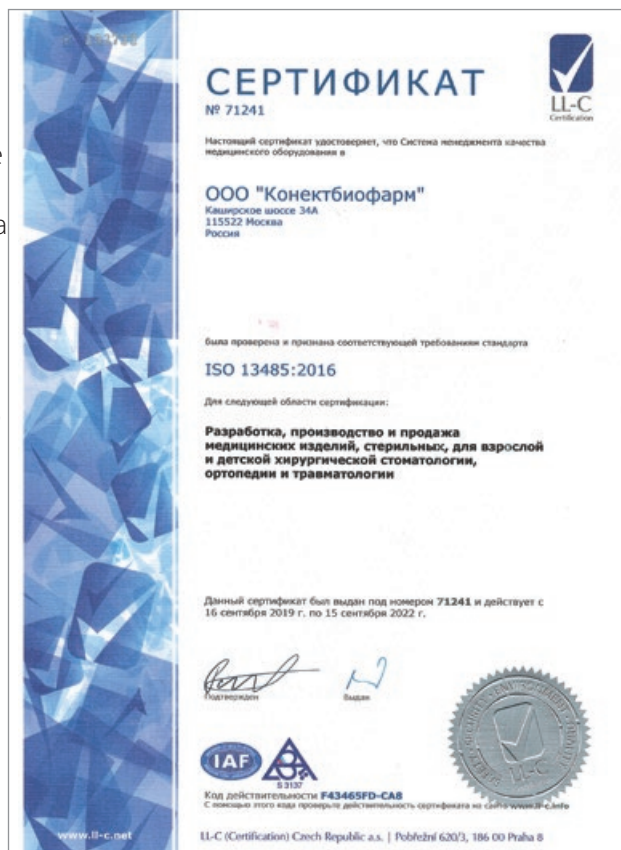 СЕРТИФИКАТ
№ 71241
LL-C
Certification
Настоящий сертификат удостоверяет, что Система менеджмента качества
медицинского оборудования в
ООО "Конектбиофарм"
Каширское шоссе 34А
115522 Москва
Россия
была проверена и признана соответствующей требованиям стандарта
ISO 13485:2016
Для следующей области сертификации:
Разработка, производство и продажа
медицинских изделий, стерильных, для взрослой
и детской хирургической стоматологии,
ортопедии и травматологии
Данный сертификат был выдан под номером 71241 и действует с
16 сентября 2019 г. по 15 сентября 2022 г.
Подтвержден Выдан
IAF
S 3137
LL-C
Код действительности F43465FD-CA8
С помощью этого кода проверьте действительность сертификата на сайте www.ll-c.info
www.ll-c.net
LL-C (Certification) Czech Republic a.s. | Pobřežní 620/3, 186 00 Praha 8